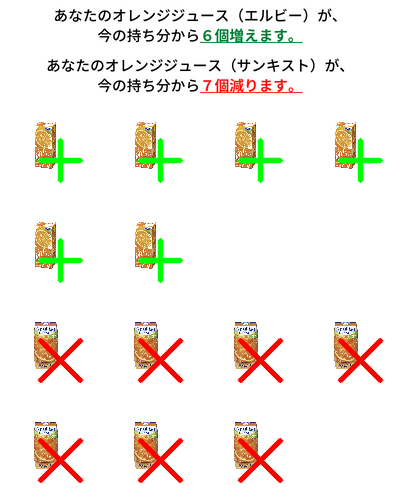 あなたのオレンジジュース（エルビー）が、
今の持ち分から６個増えます。
あなたのオレンジジュース（サンキスト）が、
今の持ち分から７個減ります。